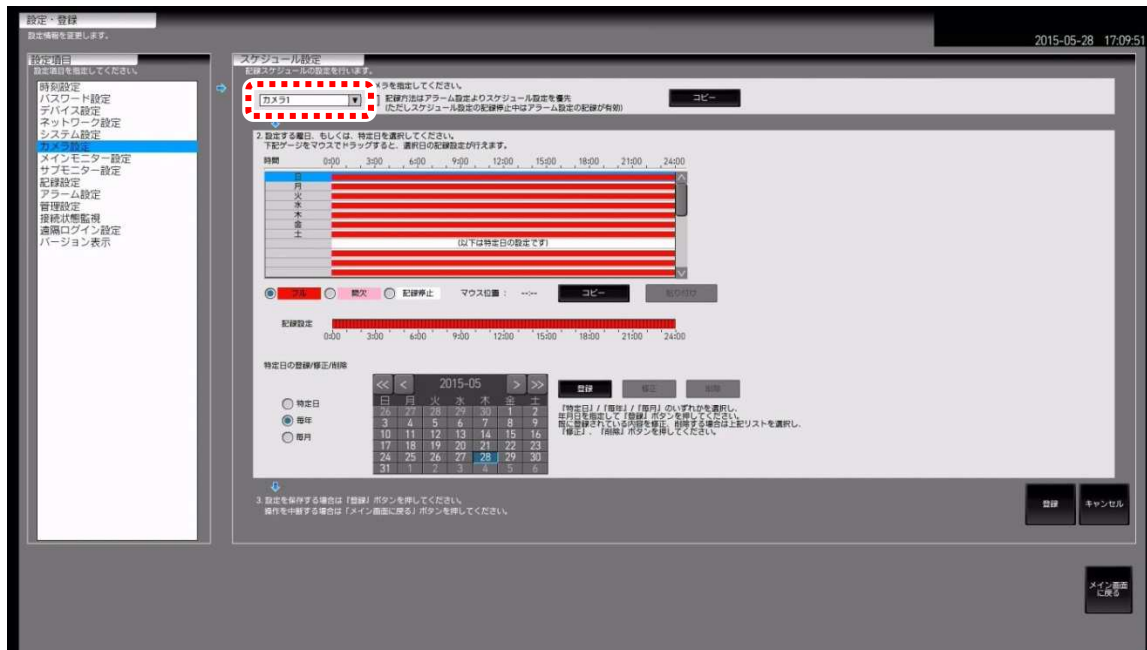 設定・登録
設定情報を変更します。
2015-05-28 17:09:51
設定項目
設定項目を指定してください。
時刻設定
パスワード設定
デバイス設定
ネットワーク設定
システム設定
カメラ設定
メインモニター設定
サブモニター設定
記録設定
アラーム設定
管理設定
接続状態監視
遠隔ログイン設定
バージョン表示
スケジュール設定
記録スケジュールの設定を行います。
メラを指定してください。
カメラ1
記録方法はアラーム設定よりスケジュール設定を優先
(ただしスケジュール設定の記録停止中はアラーム設定の記録が有効)
コピー
2. 設定する曜日、もしくは、特定日を選択してください。
下記ゲージをマウスでドラッグすると、選択日の記録設定が行えます。
時間 0:00 3:00 6:00 9:00 12:00 15:00 18:00 21:00 24:00
日
月
火
水
木
金
土
(以下は特定日の設定です)
フル 間欠 記録停止 マウス位置 : --:-- コピー 貼り付け
記録設定
0:00 3:00 6:00 9:00 12:00 15:00 18:00 21:00 24:00
特定日の登録/修正/削除
<< < 2015-05 > >>
日 月 火 水 木 金 土
26 27 28 29 30 1 2
3 4 5 6 7 8 9
10 11 12 13 14 15 16
17 18 19 20 21 22 23
24 25 26 27 28 29 30
31 1 2 3 4 5 6
特定日
毎年
毎月
登録 修正 削除
「特定日」/「毎年」/「毎月」のいずれかを選択し、
年月日を指定して「登録」ボタンを押してください。
既に登録されている内容を修正、削除する場合は上記リストを選択し、
「修正」、「削除」ボタンを押してください。
3. 設定を保存する場合は「登録」ボタンを押してください。
操作を中断する場合は「メイン画面に戻る」ボタンを押してください。
登録 キャンセル
メイン画面
に戻る